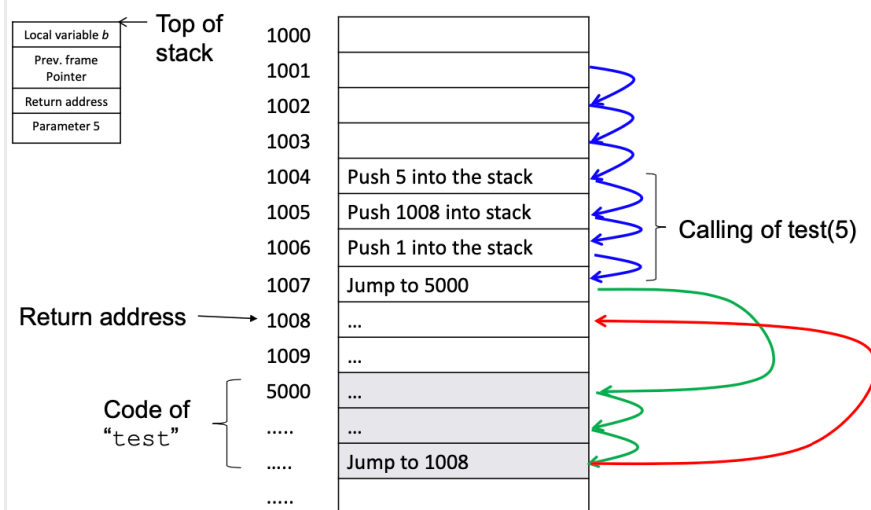 Top of
stack
Local variable b
Prev. frame
Pointer
Return address
Parameter 5
1000
1001
1002
1003
1004 Push 5 into the stack
1005 Push 1008 into stack
1006 Push 1 into the stack
1007 Jump to 5000
1008 ...
1009 ...
5000 ...
..... ...
..... Jump to 1008
.....
Calling of test(5)
Return address
Code of
“test”